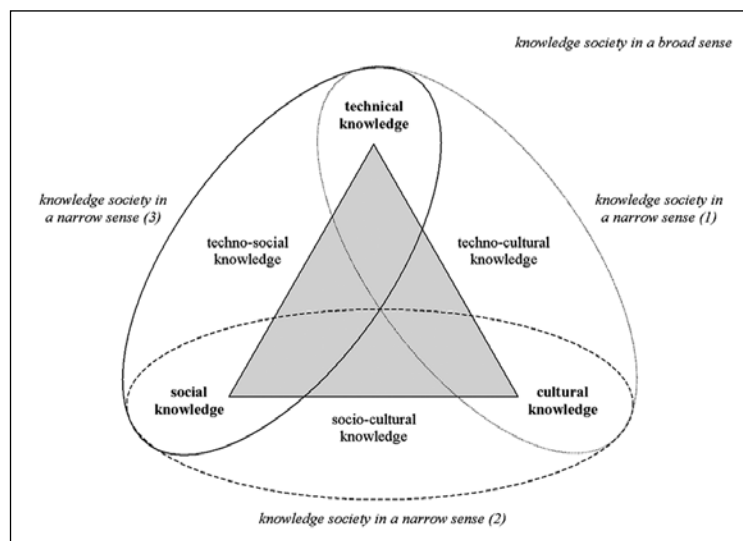 knowledge society in a broad sense
technical
knowledge
knowledge society in
a narrow sense (3)
knowledge society in
a narrow sense (1)
techno-social
knowledge
techno-cultural
knowledge
social
knowledge
cultural
knowledge
socio-cultural
knowledge
knowledge society in a narrow sense (2)